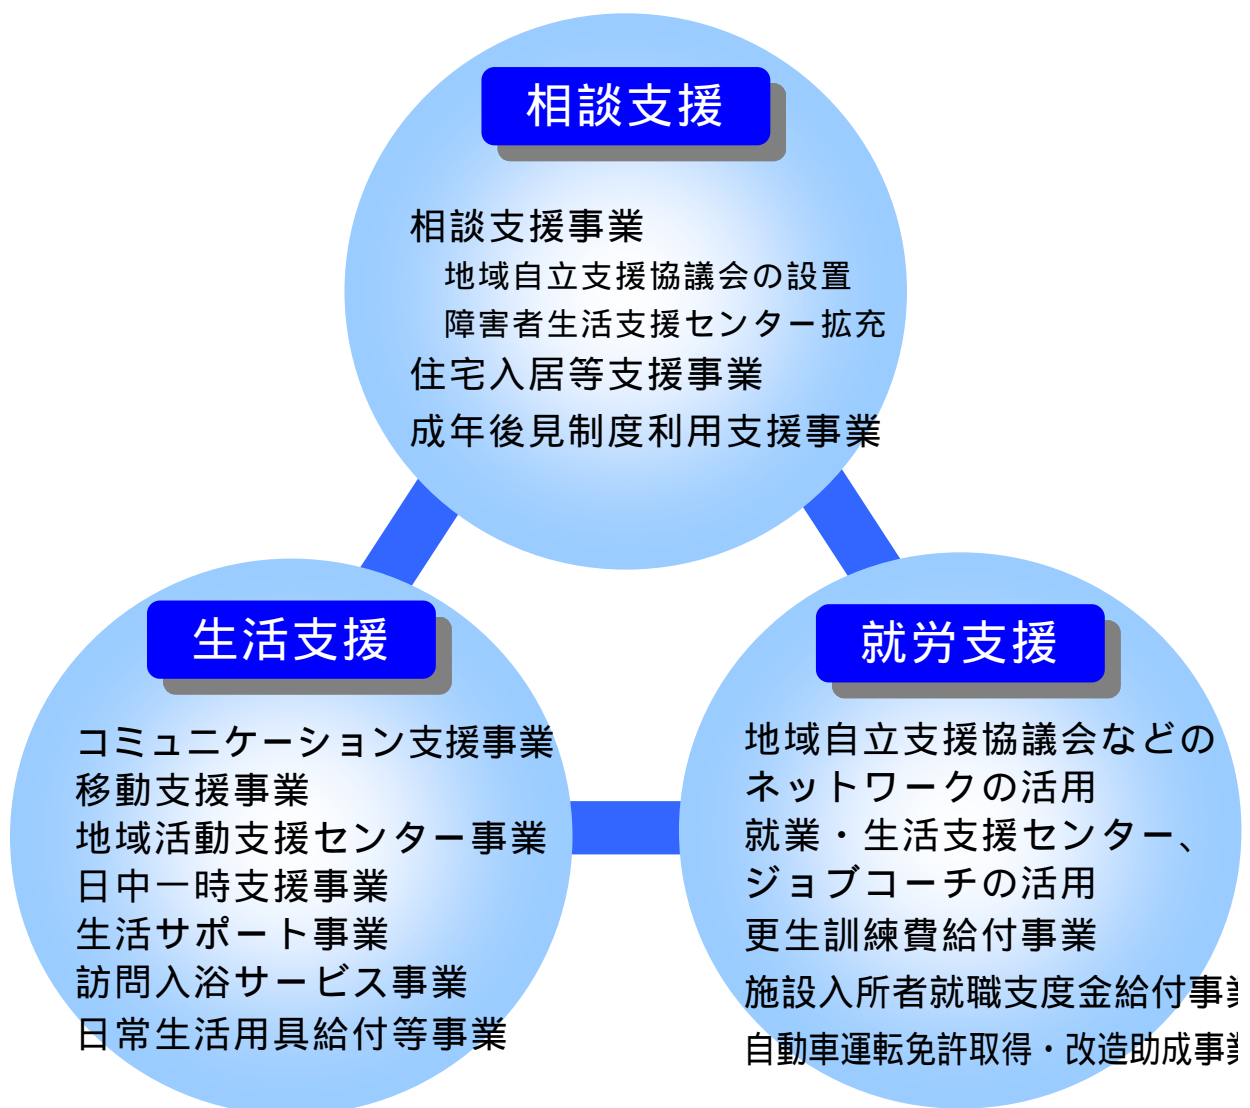 相談支援
相談支援事業
地域自立支援協議会の設置
障害者生活支援センター拡充
住宅入居等支援事業
成年後見制度利用支援事業
生活支援
コミュニケーション支援事業
移動支援事業
地域活動支援センター事業
日中一時支援事業
生活サポート事業
訪問入浴サービス事業
日常生活用具給付等事業
就労支援
地域自立支援協議会などの
ネットワークの活用
就業・生活支援センター、
ジョブコーチの活用
更生訓練費給付事業
施設入所者就職支度金給付事業
自動車運転免許取得・改造助成事業